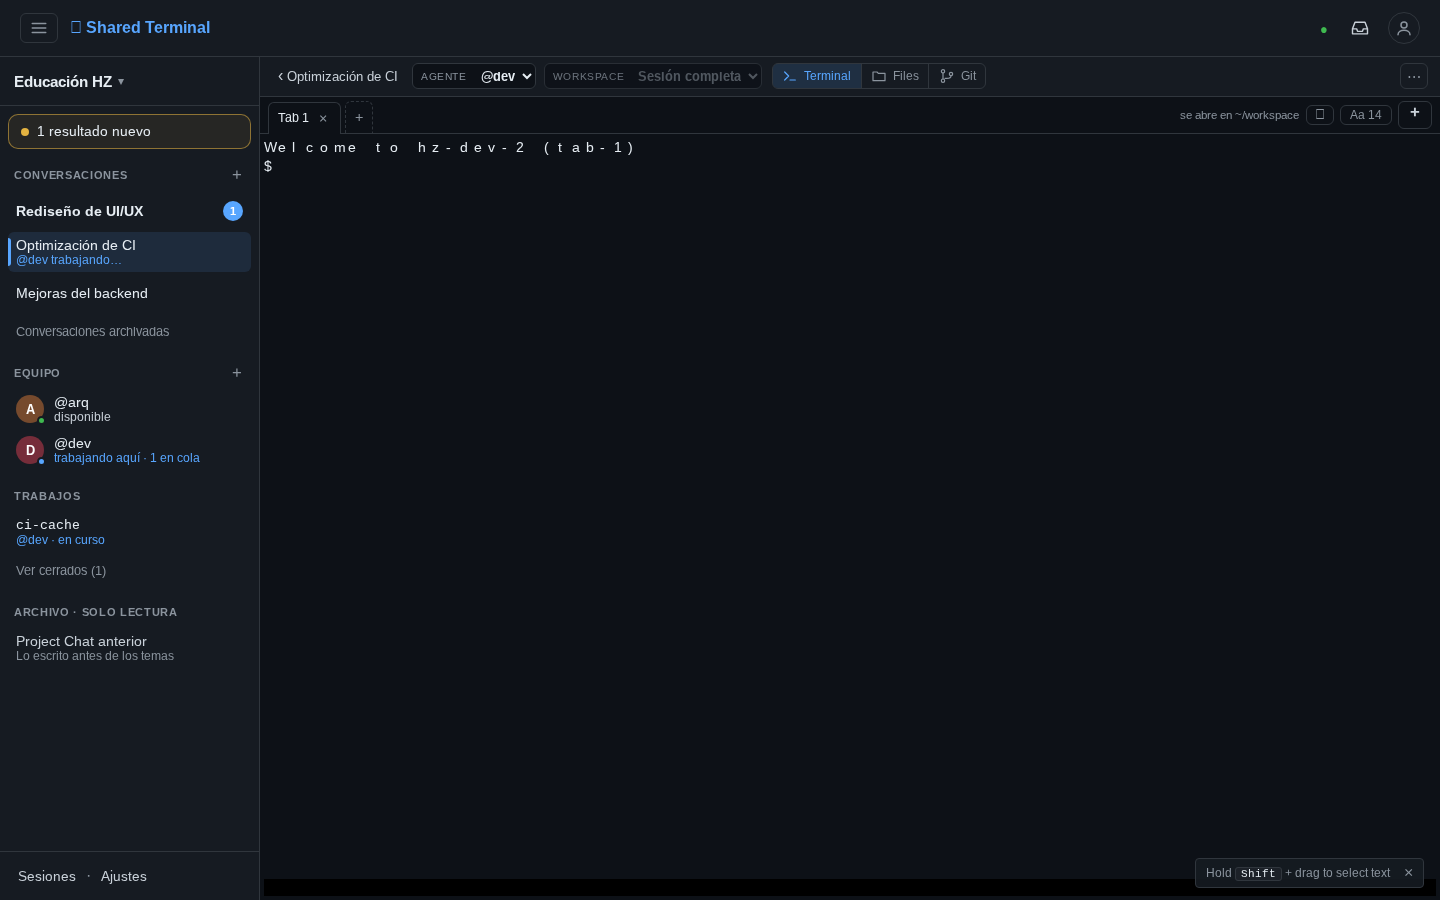 Shared Terminal
Educación HZ
1 resultado nuevo
CONVERSACIONES +
Rediseño de UI/UX 1
Optimización de CI
@dev trabajando…
Mejoras del backend
Conversaciones archivadas
EQUIPO +
A @arq
disponible
D @dev
trabajando aquí · 1 en cola
TRABAJOS
ci-cache
@dev · en curso
Ver cerrados (1)
ARCHIVO · SOLO LECTURA
Project Chat anterior
Lo escrito antes de los temas
Sesiones · Ajustes
‹ Optimización de CI AGENTE @dev WORKSPACE Sesión completa Terminal Files Git ⋯
Tab 1 × + se abre en ~/workspace Aa 14 +
Welcome to hz-dev-2 (tab-1)
$
Hold Shift + drag to select text ×